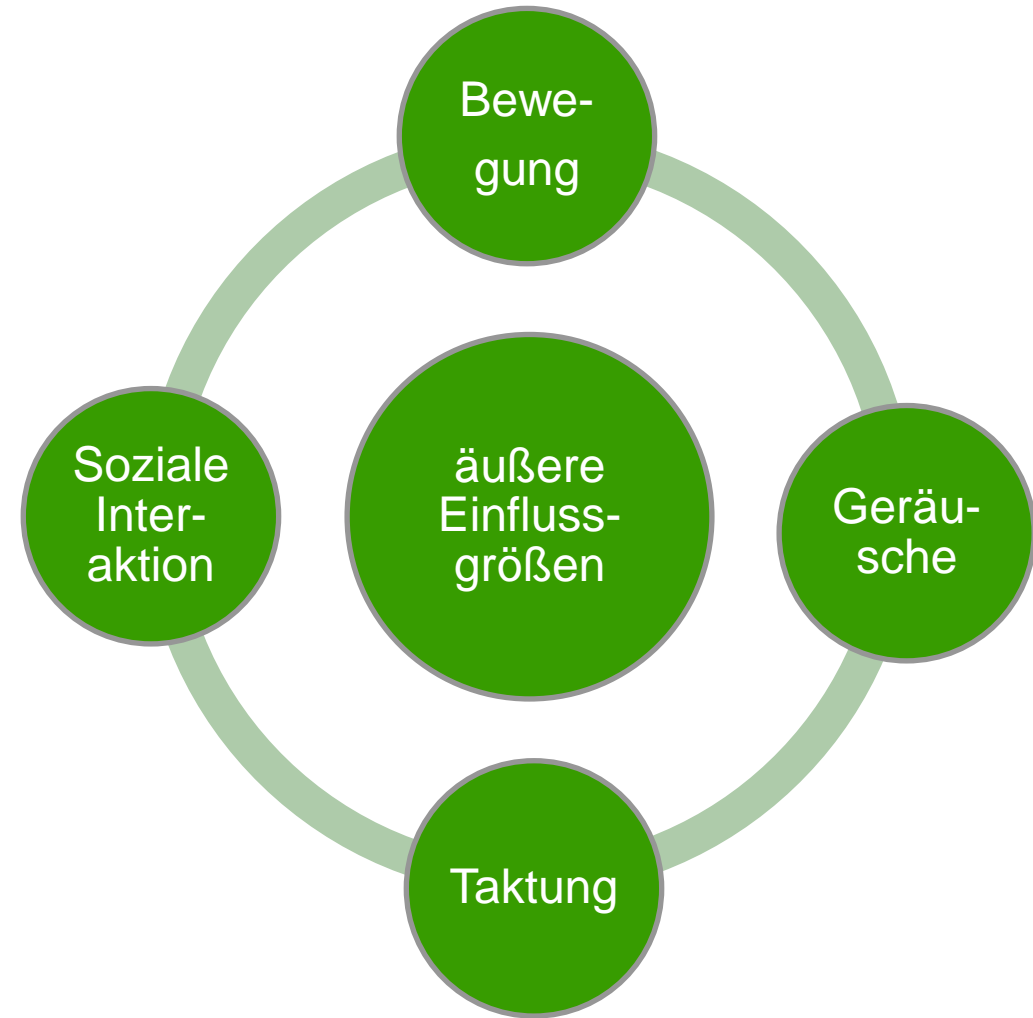 Bewe-
gung
Soziale
Inter-
aktion
äußere
Einfluss-
größen
Geräu-
sche
Taktung